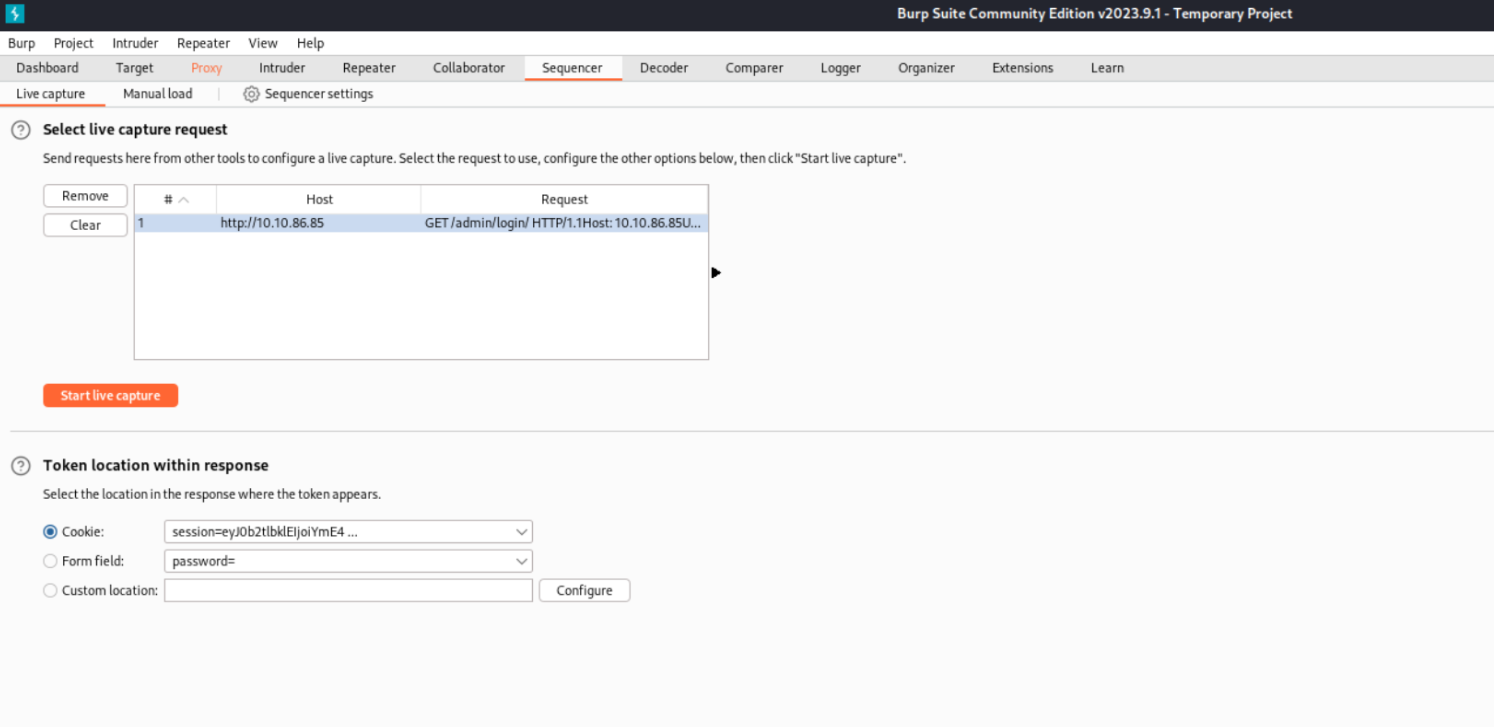 Burp Suite Community Edition v2023.9.1 - Temporary Project
Burp Project Intruder Repeater View Help
Dashboard Target Proxy Intruder Repeater Collaborator Sequencer Decoder Comparer Logger Organizer Extensions Learn
Live capture Manual load Sequencer settings
? Select live capture request
Send requests here from other tools to configure a live capture. Select the request to use, configure the other options below, then click "Start live capture".
Remove # Host Request
1 http://10.10.86.85 GET /admin/login/ HTTP/1.1Host: 10.10.86.85U...
Clear
Start live capture
? Token location within response
Select the location in the response where the token appears.
Cookie: session=eyJ0b2tlbklEIjoiYmE4 ...
Form field: password=
Custom location: Configure